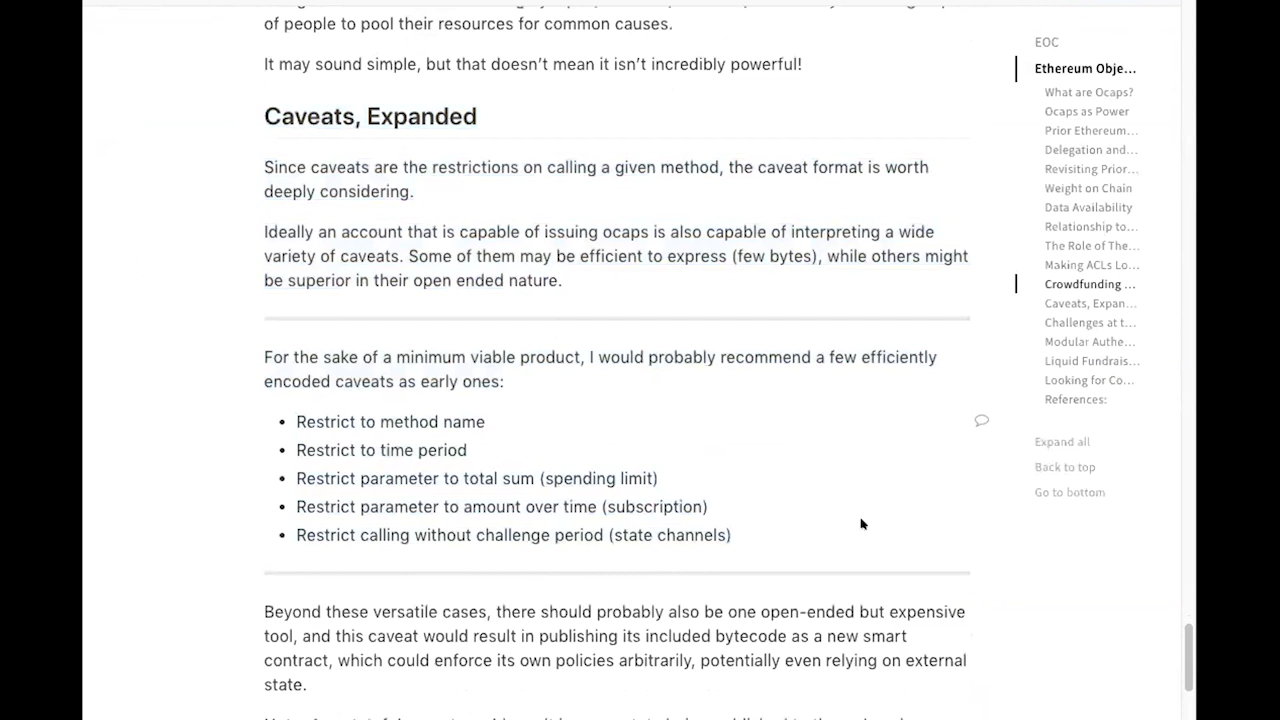 of people to pool their resources for common causes.
It may sound simple, but that doesn’t mean it isn’t incredibly powerful!
Caveats, Expanded
Since caveats are the restrictions on calling a given method, the caveat format is worth
deeply considering.
Ideally an account that is capable of issuing ocaps is also capable of interpreting a wide
variety of caveats. Some of them may be efficient to express (few bytes), while others might
be superior in their open ended nature.
For the sake of a minimum viable product, I would probably recommend a few efficiently
encoded caveats as early ones:
• Restrict to method name
• Restrict to time period
• Restrict parameter to total sum (spending limit)
• Restrict parameter to amount over time (subscription)
• Restrict calling without challenge period (state channels)
Beyond these versatile cases, there should probably also be one open-ended but expensive
tool, and this caveat would result in publishing its included bytecode as a new smart
contract, which could enforce its own policies arbitrarily, potentially even relying on external
state.
EOC
Ethereum Obje…
What are Ocaps?
Ocaps as Power
Prior Ethereum…
Delegation and…
Revisiting Prior…
Weight on Chain
Data Availability
Relationship to…
The Role of The…
Making ACLs Lo…
Crowdfunding …
Caveats, Expan…
Challenges at t…
Modular Authe…
Liquid Fundrais…
Looking for Co…
References:
Expand all
Back to top
Go to bottom